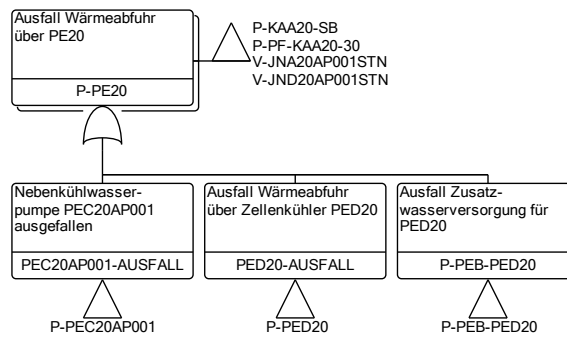 Ausfall Wärmeabfuhr
über PE20
P-PE20
P-KAA20-SB
P-PF-KAA20-30
V-JNA20AP001STN
V-JND20AP001STN
Nebenkühlwasser-
pumpe PEC20AP001
ausgefallen
PEC20AP001-AUSFALL
P-PEC20AP001
Ausfall Wärmeabfuhr
über Zellenkühler PED20
PED20-AUSFALL
P-PED20
Ausfall Zusatz-
wasserversorgung für
PED20
P-PEB-PED20
P-PEB-PED20